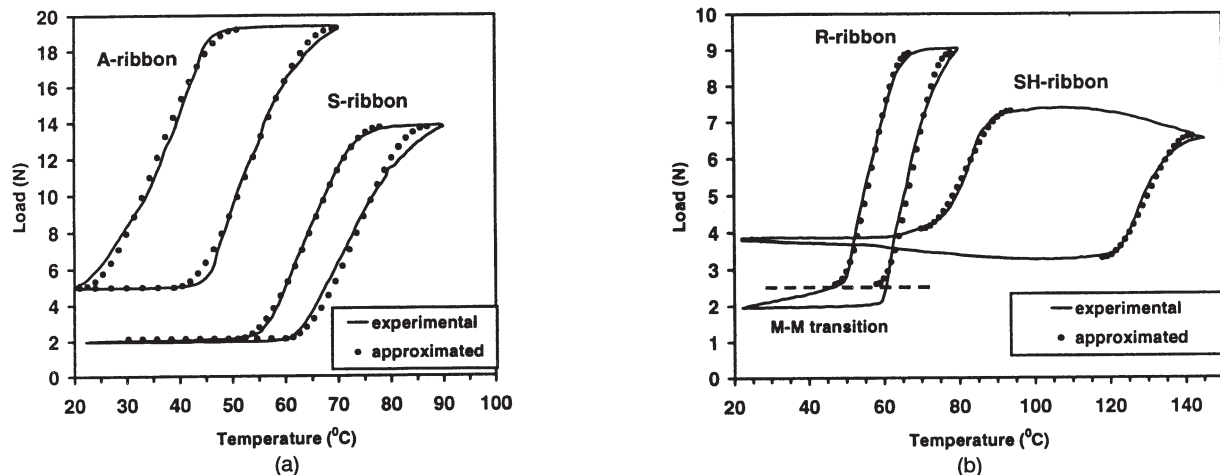 20
18
16
14
12
10
8
6
4
2
0
Load (N)
A-ribbon
S-ribbon
experimental
approximated
20 30 40 50 60 70 80 90 100
Temperature (⁰C)
(a)
10
9
8
7
6
5
4
3
2
1
0
Load (N)
R-ribbon
SH-ribbon
M-M transition
experimental
approximated
20 40 60 80 100 120 140
Temperature (⁰C)
(b)